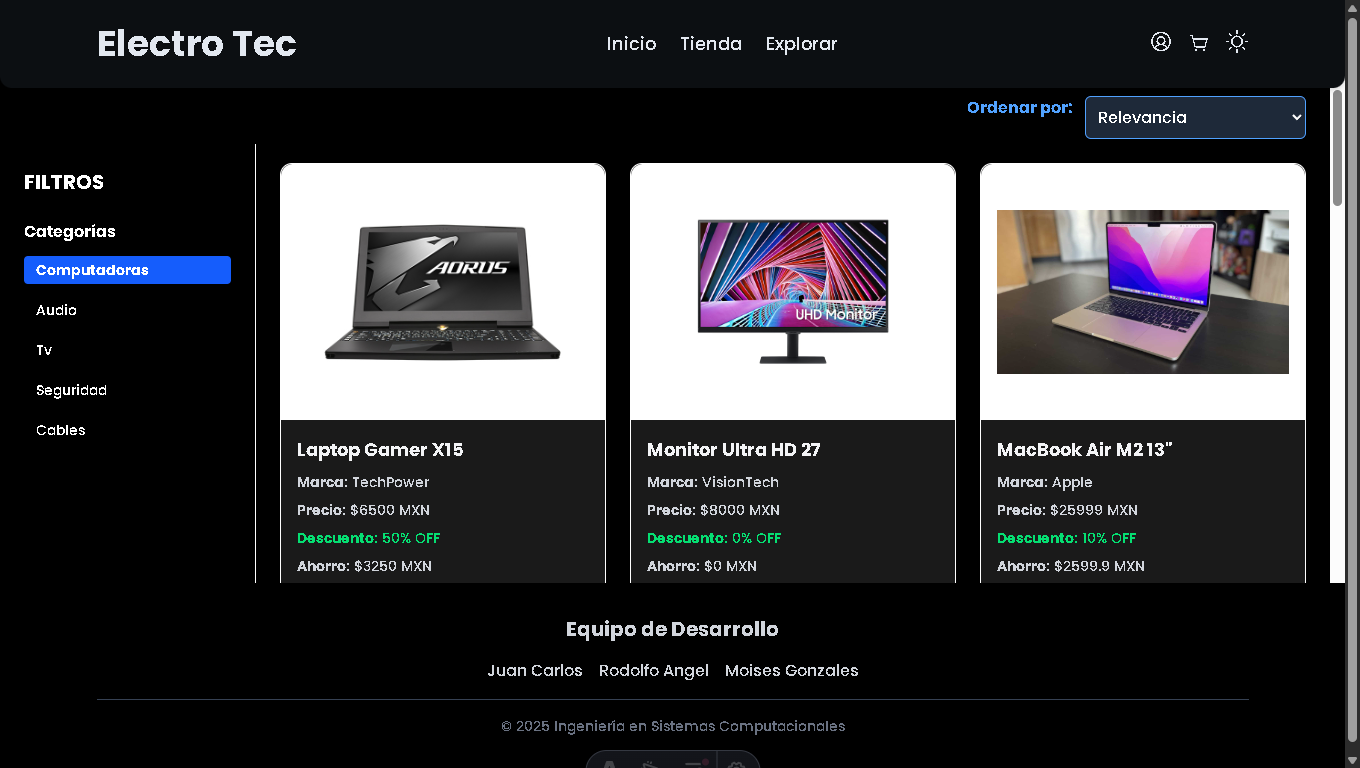 Electro Tec
Inicio Tienda Explorar
Ordenar por: Relevancia
FILTROS
Categorías
Computadoras
Audio
Tv
Seguridad
Cables
AORUS
Laptop Gamer X15
Marca: TechPower
Precio: $6500 MXN
Descuento: 50% OFF
Ahorro: $3250 MXN
UHD Monitor
Monitor Ultra HD 27
Marca: VisionTech
Precio: $8000 MXN
Descuento: 0% OFF
Ahorro: $0 MXN
MacBook Air M2 13"
Marca: Apple
Precio: $25999 MXN
Descuento: 10% OFF
Ahorro: $2599.9 MXN
Equipo de Desarrollo
Juan Carlos Rodolfo Angel Moises Gonzales
© 2025 Ingeniería en Sistemas Computacionales